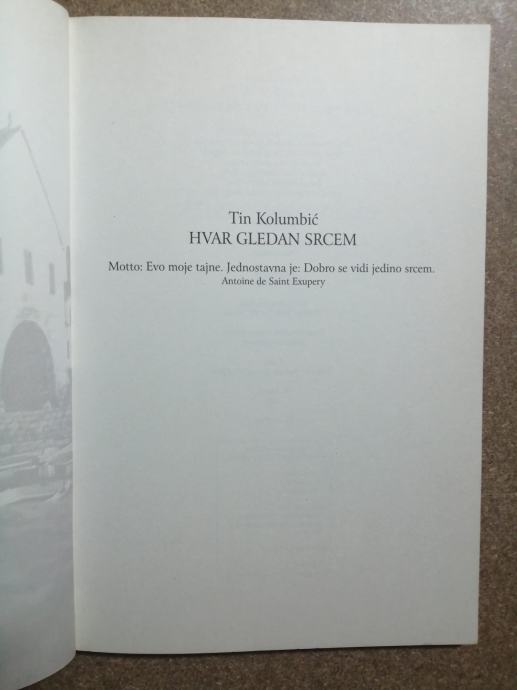 Tin Kolumbić
HVAR GLEDAN SRCEM
Motto: Evo moje tajne. Jednostavna je: Dobro se vidi jedino srcem.
Antoine de Saint Exupery